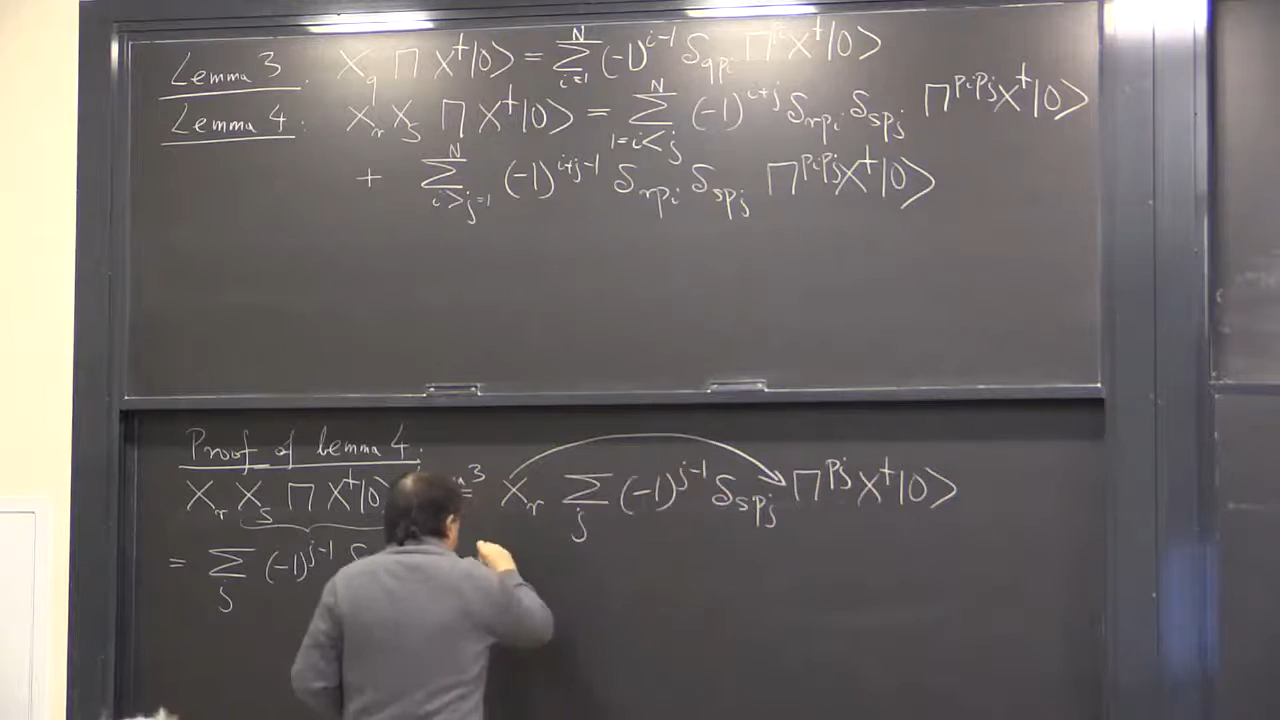 Lemma 3. X_q Π X†|0⟩ = Σ_{i=1}^N (-1)^{i-1} δ_{qp_i} Π^{p_i} X†|0⟩
Lemma 4: X_r X_s Π X†|0⟩ = Σ_{1=i<j}^N (-1)^{i+j} δ_{rp_i} δ_{sp_j} Π^{p_i p_j} X†|0⟩
+ Σ_{i>j=1}^N (-1)^{i+j-1} δ_{rp_i} δ_{sp_j} Π^{p_i p_j} X†|0⟩
Proof of Lemma 4:
X_r X_s Π X†|0⟩ = X_r Σ_j (-1)^{j-1} δ_{sp_j} Π^{p_j} X†|0⟩
= Σ_j (-1)^{j-1}